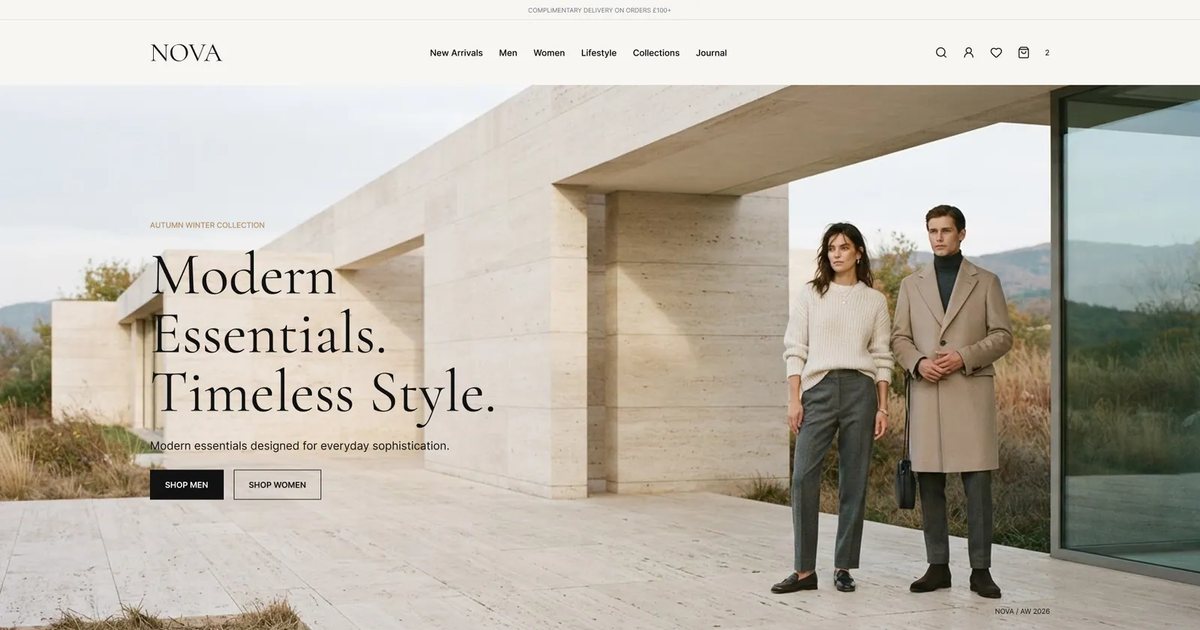 COMPLIMENTARY DELIVERY ON ORDERS £100+
NOVA
New Arrivals Men Women Lifestyle Collections Journal
2
AUTUMN WINTER COLLECTION
Modern
Essentials.
Timeless Style.
Modern essentials designed for everyday sophistication.
SHOP MEN
SHOP WOMEN
NOVA / AW 2026